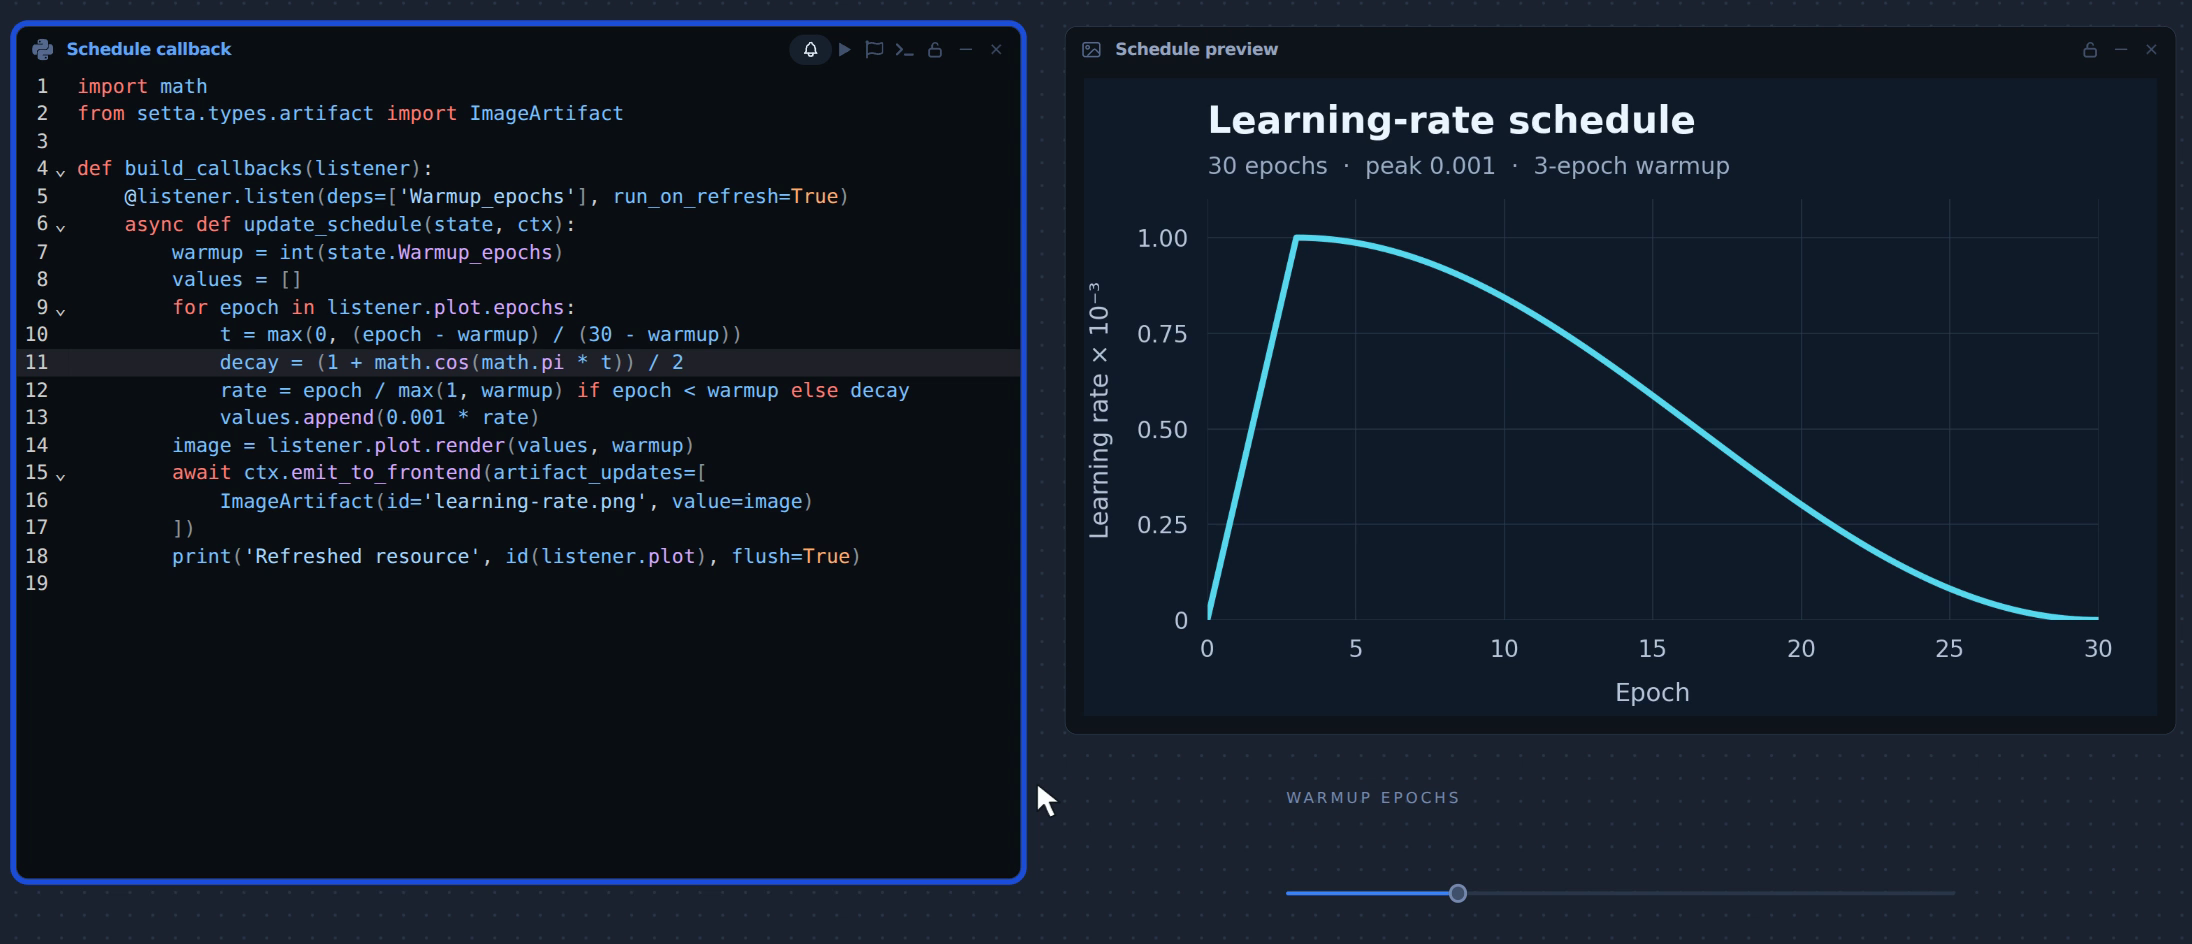 Schedule callback
1 import math
2 from setta.types.artifact import ImageArtifact
3
4 def build_callbacks(listener):
5     @listener.listen(deps=['Warmup_epochs'], run_on_refresh=True)
6     async def update_schedule(state, ctx):
7         warmup = int(state.Warmup_epochs)
8         values = []
9         for epoch in listener.plot.epochs:
10             t = max(0, (epoch - warmup) / (30 - warmup))
11             decay = (1 + math.cos(math.pi * t)) / 2
12             rate = epoch / max(1, warmup) if epoch < warmup else decay
13             values.append(0.001 * rate)
14         image = listener.plot.render(values, warmup)
15         await ctx.emit_to_frontend(artifact_updates=[
16             ImageArtifact(id='learning-rate.png', value=image)
17         ])
18         print('Refreshed resource', id(listener.plot), flush=True)
19
Schedule preview
Learning-rate schedule
30 epochs · peak 0.001 · 3-epoch warmup
Learning rate × 10⁻³
1.00
0.75
0.50
0.25
0
0 5 10 15 20 25 30
Epoch
WARMUP EPOCHS